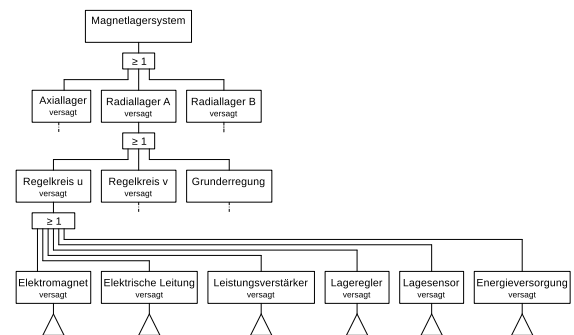 Magnetlagersystem
≥ 1
Axiallager
versagt
Radiallager A
versagt
Radiallager B
versagt
≥ 1
Regelkreis u
versagt
Regelkreis v
versagt
Grunderregung
≥ 1
Elektromagnet
versagt
Elektrische Leitung
versagt
Leistungsverstärker
versagt
Lageregler
versagt
Lagesensor
versagt
Energieversorgung
versagt